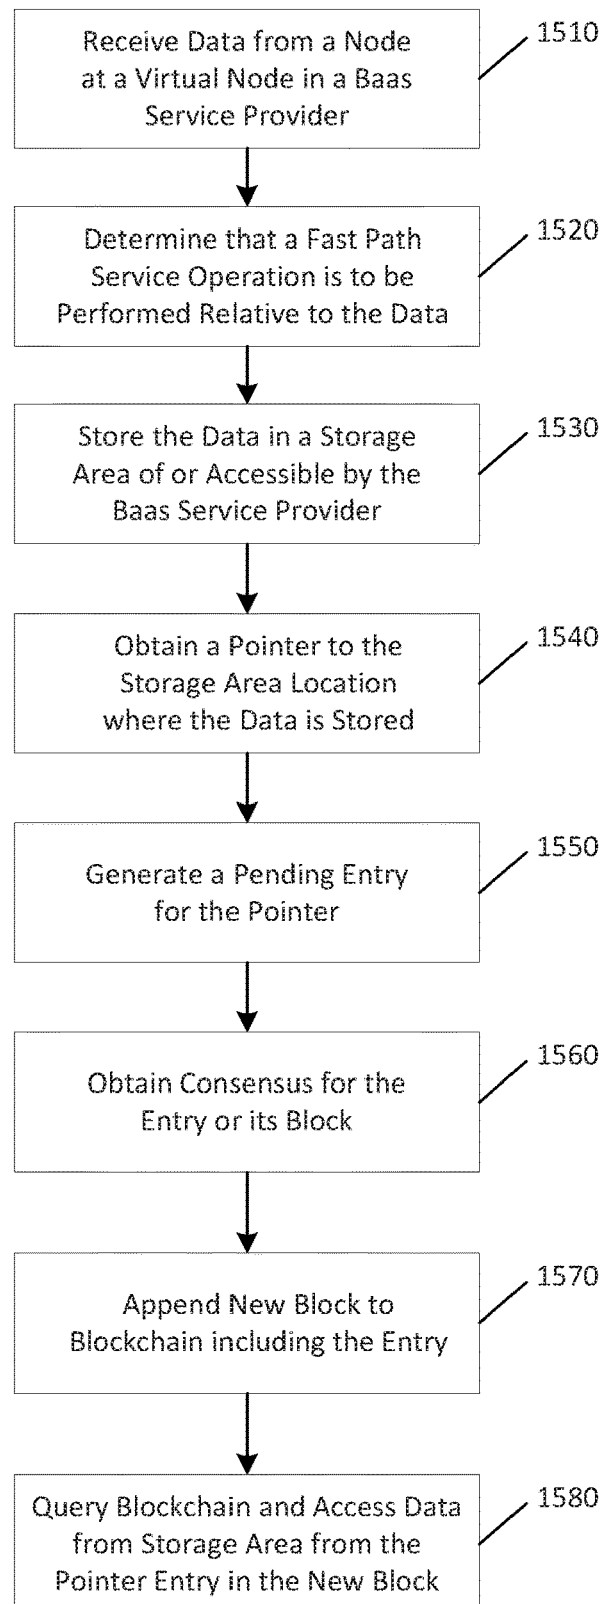 Receive Data from a Node
at a Virtual Node in a Baas
Service Provider
1510
Determine that a Fast Path
Service Operation is to be
Performed Relative to the Data
1520
Store the Data in a Storage
Area of or Accessible by the
Baas Service Provider
1530
Obtain a Pointer to the
Storage Area Location
where the Data is Stored
1540
Generate a Pending Entry
for the Pointer
1550
Obtain Consensus for the
Entry or its Block
1560
Append New Block to
Blockchain including the Entry
1570
Query Blockchain and Access Data
from Storage Area from the
Pointer Entry in the New Block
1580